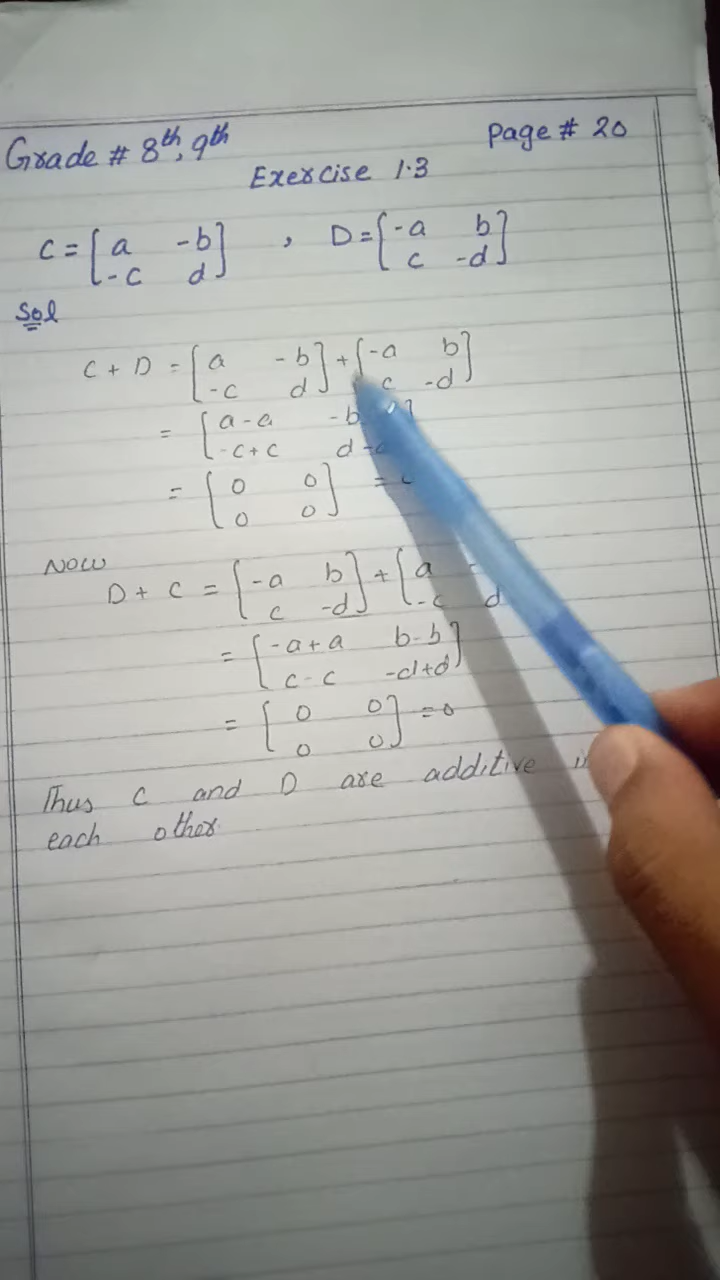 Grade # 8th, 9th Page # 20
Exercise 1.3
C = [a -b] , D = [-a b]
[-c d] [c -d]
Sol
C + D = [a -b] + [-a b]
[-c d] c -d]
= [a-a -b ]
[-c+c d
= [0 0] =
[0 0]
Now
D + C = [-a b] + [a
[c -d] [-c d
= [-a+a b-b]
[c-c -d+d]
= [0 0] = 0
[0 0]
Thus C and D are additive
each other